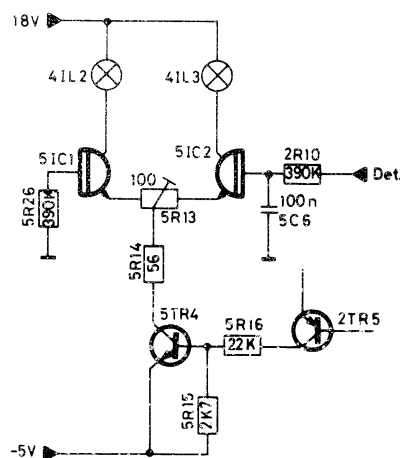 18V
4IL2
4IL3
5IC1
5IC2
2R10
390K
Det.
100
5R13
100n
5C6
5R26
390K
5R14
56
5TR4
5R16
22K
2TR5
5R15
2K7
-5V